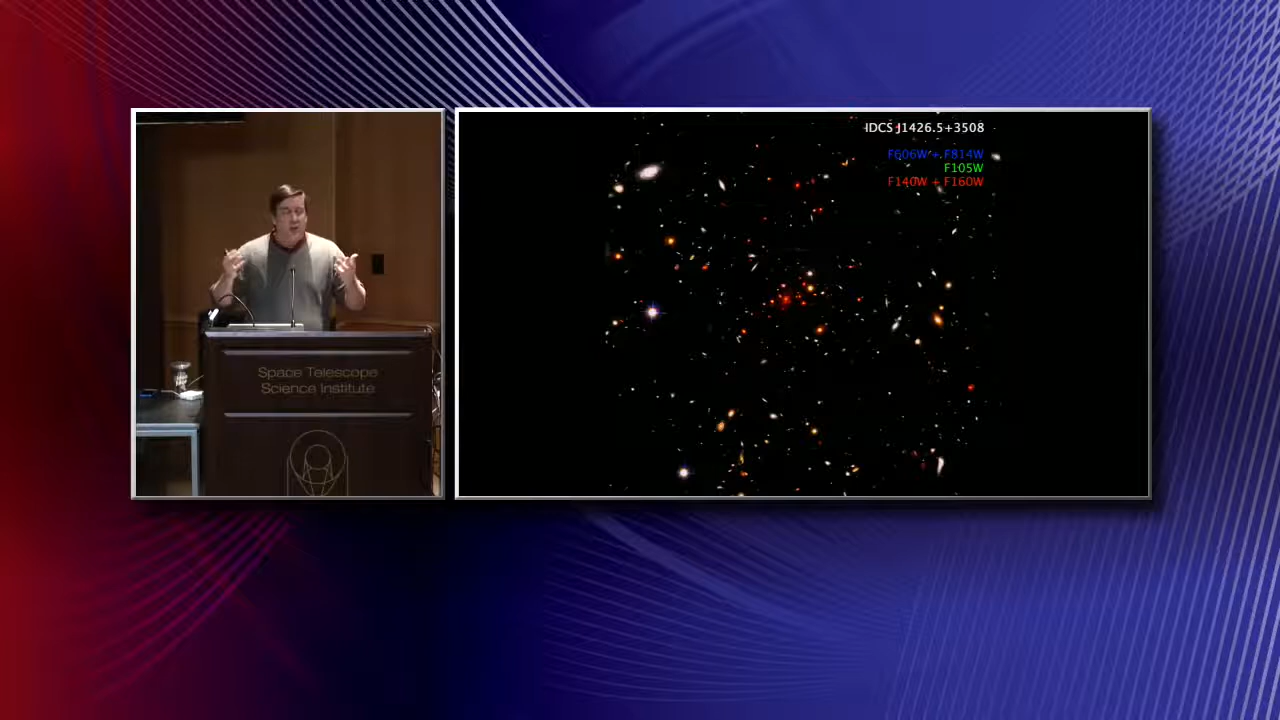 Space Telescope
Science Institute
IDCS J1426.5+3508
F606W + F814W
F105W
F140W + F160W